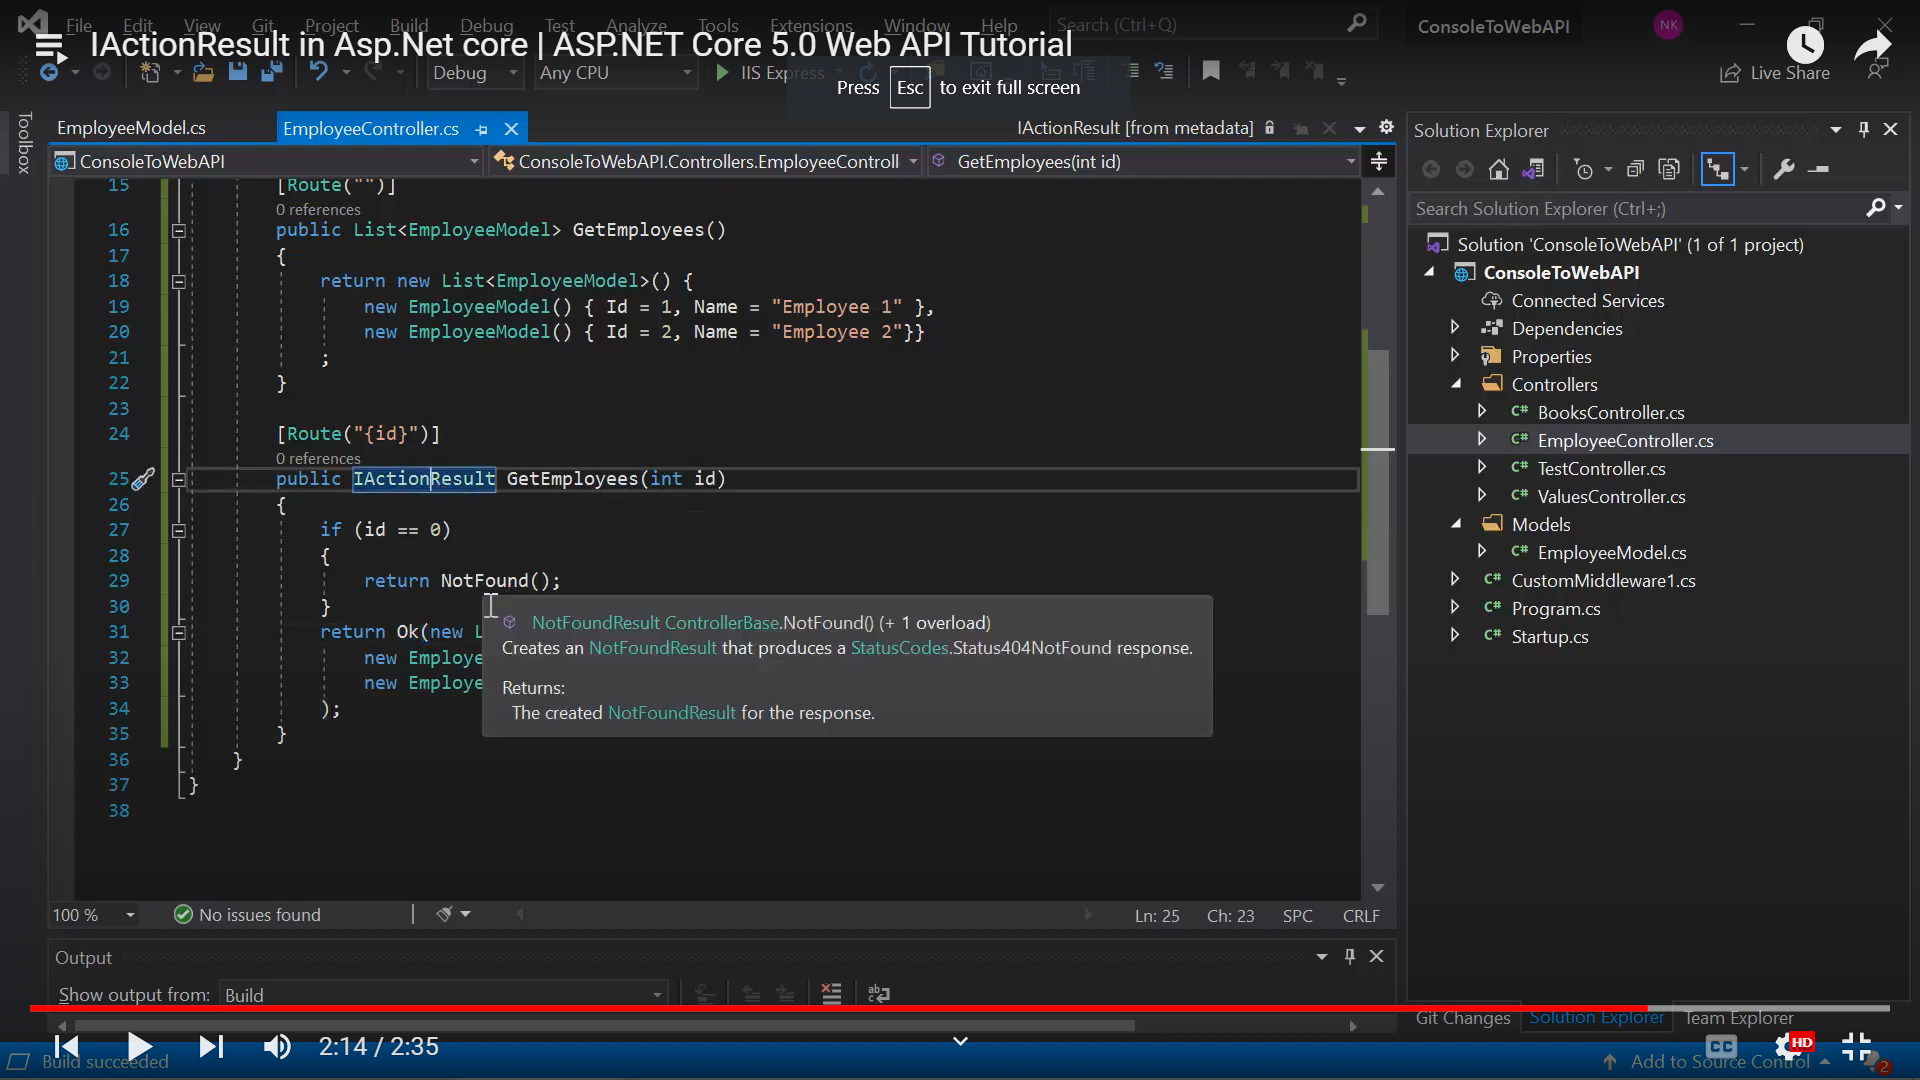 File Edit View Git Project Build Debug Test Analyze Tools Extensions Window Help Search (Ctrl+Q) ConsoleToWebAPI NK
IActionResult in Asp.Net core | ASP.NET Core 5.0 Web API Tutorial
Debug Any CPU IIS Express Live Share
Press Esc to exit full screen
Toolbox
EmployeeModel.cs EmployeeController.cs IActionResult [from metadata]
ConsoleToWebAPI ConsoleToWebAPI.Controllers.EmployeeControll GetEmployees(int id)
15 [Route("")]
0 references
16 public List<EmployeeModel> GetEmployees()
17 {
18 return new List<EmployeeModel>() {
19 new EmployeeModel() { Id = 1, Name = "Employee 1" },
20 new EmployeeModel() { Id = 2, Name = "Employee 2"}}
21 ;
22 }
23
24 [Route("{id}")]
0 references
25 public IActionResult GetEmployees(int id)
26 {
27 if (id == 0)
28 {
29 return NotFound();
30 }
31 return Ok(new L
32 new Employe
33 new Employe
34 );
35 }
36 }
37 }
38
NotFoundResult ControllerBase.NotFound() (+ 1 overload)
Creates an NotFoundResult that produces a StatusCodes.Status404NotFound response.
Returns:
The created NotFoundResult for the response.
100 % No issues found Ln: 25 Ch: 23 SPC CRLF
Output
Show output from: Build
Solution Explorer
Search Solution Explorer (Ctrl+;)
Solution 'ConsoleToWebAPI' (1 of 1 project)
ConsoleToWebAPI
Connected Services
Dependencies
Properties
Controllers
C# BooksController.cs
C# EmployeeController.cs
C# TestController.cs
C# ValuesController.cs
Models
C# EmployeeModel.cs
C# CustomMiddleware1.cs
C# Program.cs
C# Startup.cs
Git Changes Solution Explorer Team Explorer
2:14 / 2:35 CC HD
Build succeeded Add to Source Control 2